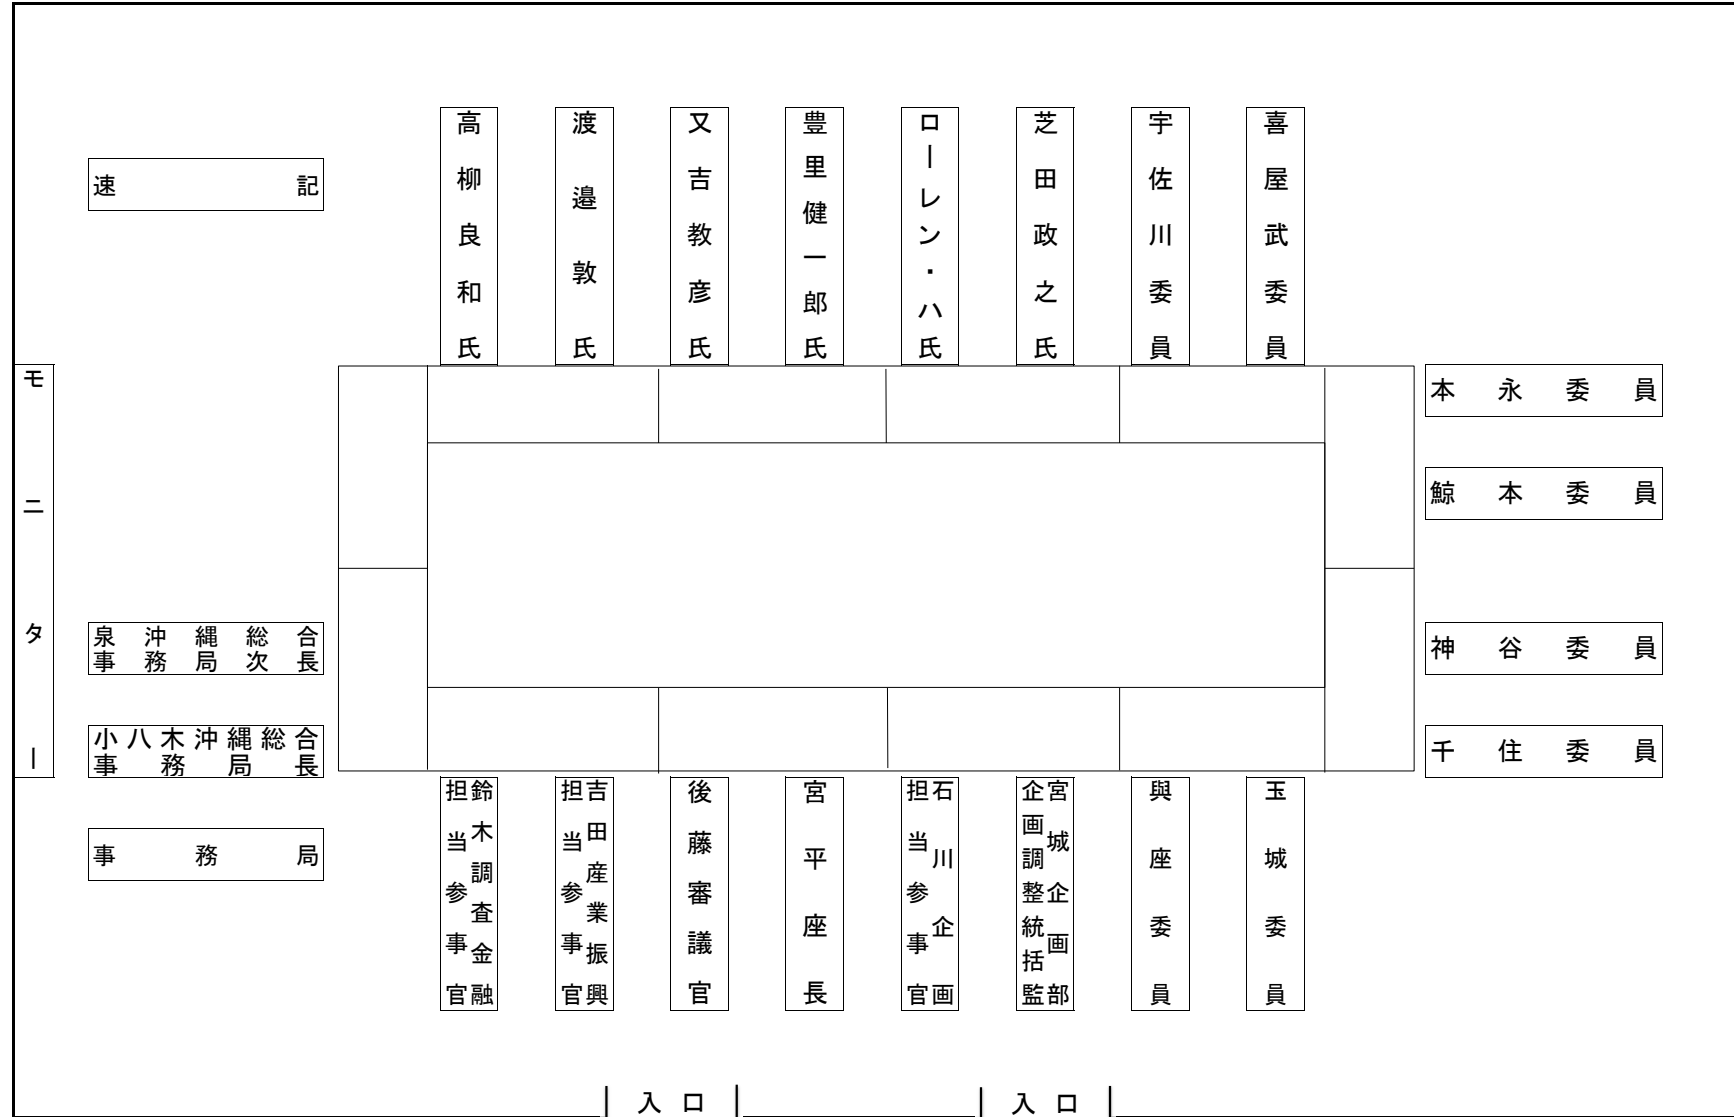 高柳良和氏
渡邉敦氏
又吉教彦氏
豊里健一郎氏
ローレン・ハ氏
芝田政之氏
宇佐川委員
喜屋武委員
速記
モニター
本永委員
鯨本委員
神谷委員
千住委員
泉沖縄総合
事務局次長
小八木沖縄総合
事務局長
事務局
鈴木調査金融
担当参事官
吉田産業振興
担当参事官
後藤審議官
宮平座長
石川企画
担当参事官
宮城企画部
企画調整統括監
與座委員
玉城委員
入口
入口